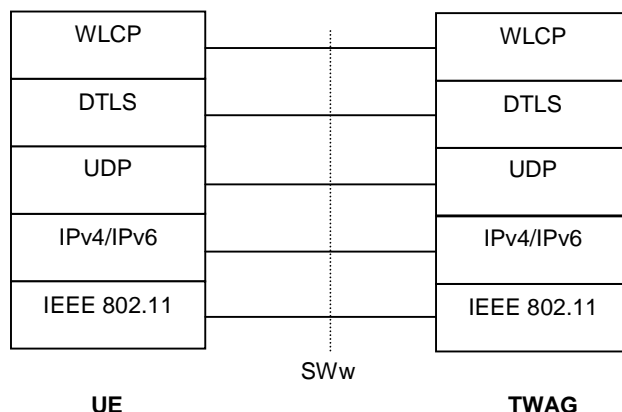 WLCP
WLCP
DTLS
DTLS
UDP
UDP
IPv4/IPv6
IPv4/IPv6
IEEE 802.11
IEEE 802.11
SWw
UE
TWAG